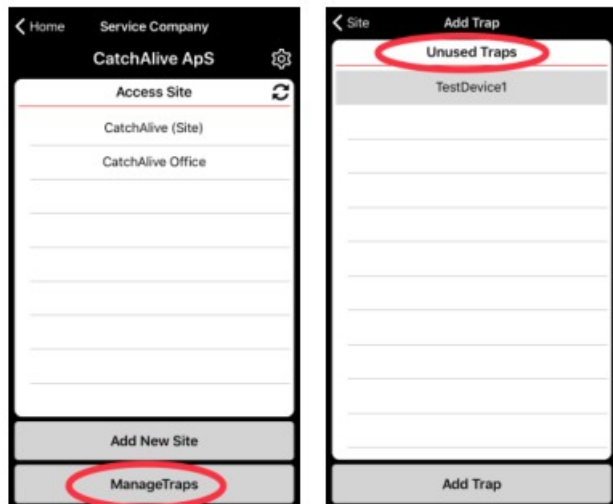 Home Service Company
CatchAlive ApS
Access Site
CatchAlive (Site)
CatchAlive Office
Add New Site
ManageTraps
Site Add Trap
Unused Traps
TestDevice1
Add Trap